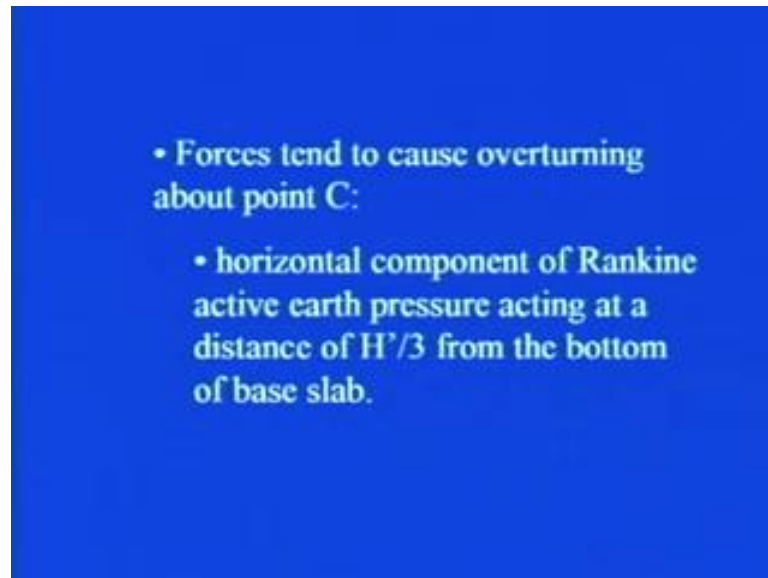 • Forces tend to cause overturning
about point C:
• horizontal component of Rankine
active earth pressure acting at a
distance of H’/3 from the bottom
of base slab.